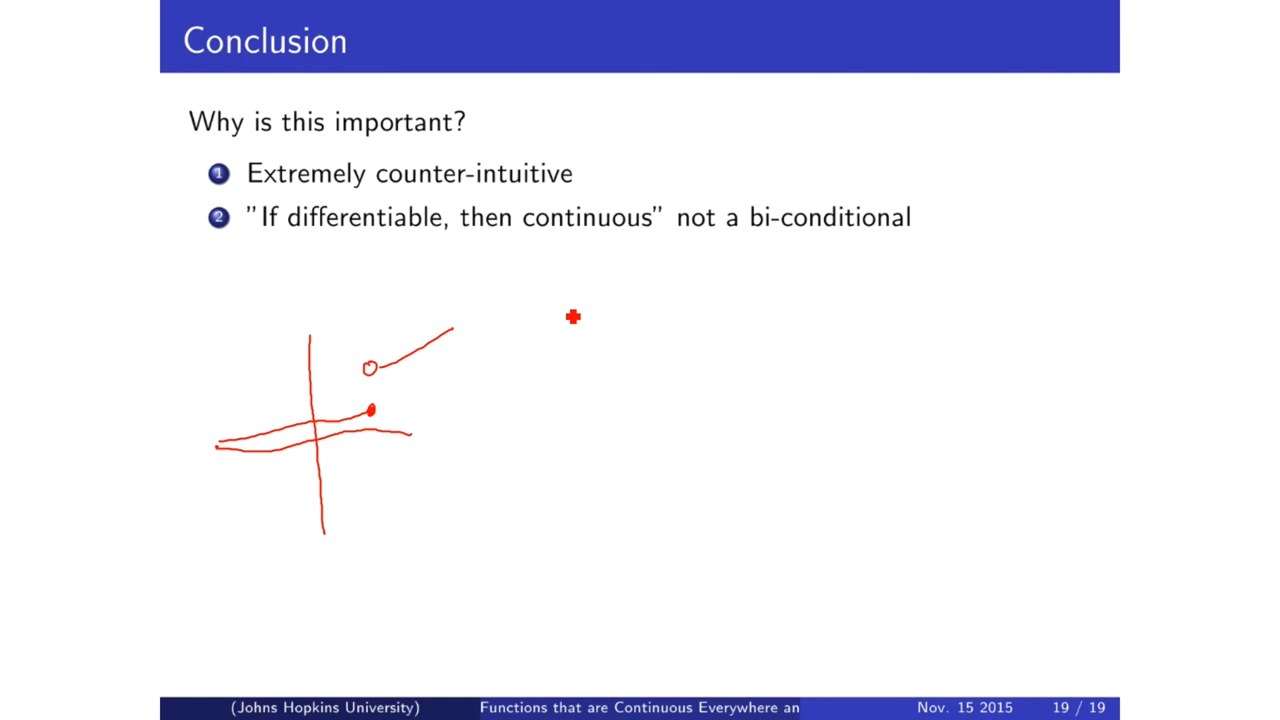 Conclusion
Why is this important?
1 Extremely counter-intuitive
2 "If differentiable, then continuous" not a bi-conditional
(Johns Hopkins University) Functions that are Continuous Everywhere an Nov. 15 2015 19 / 19